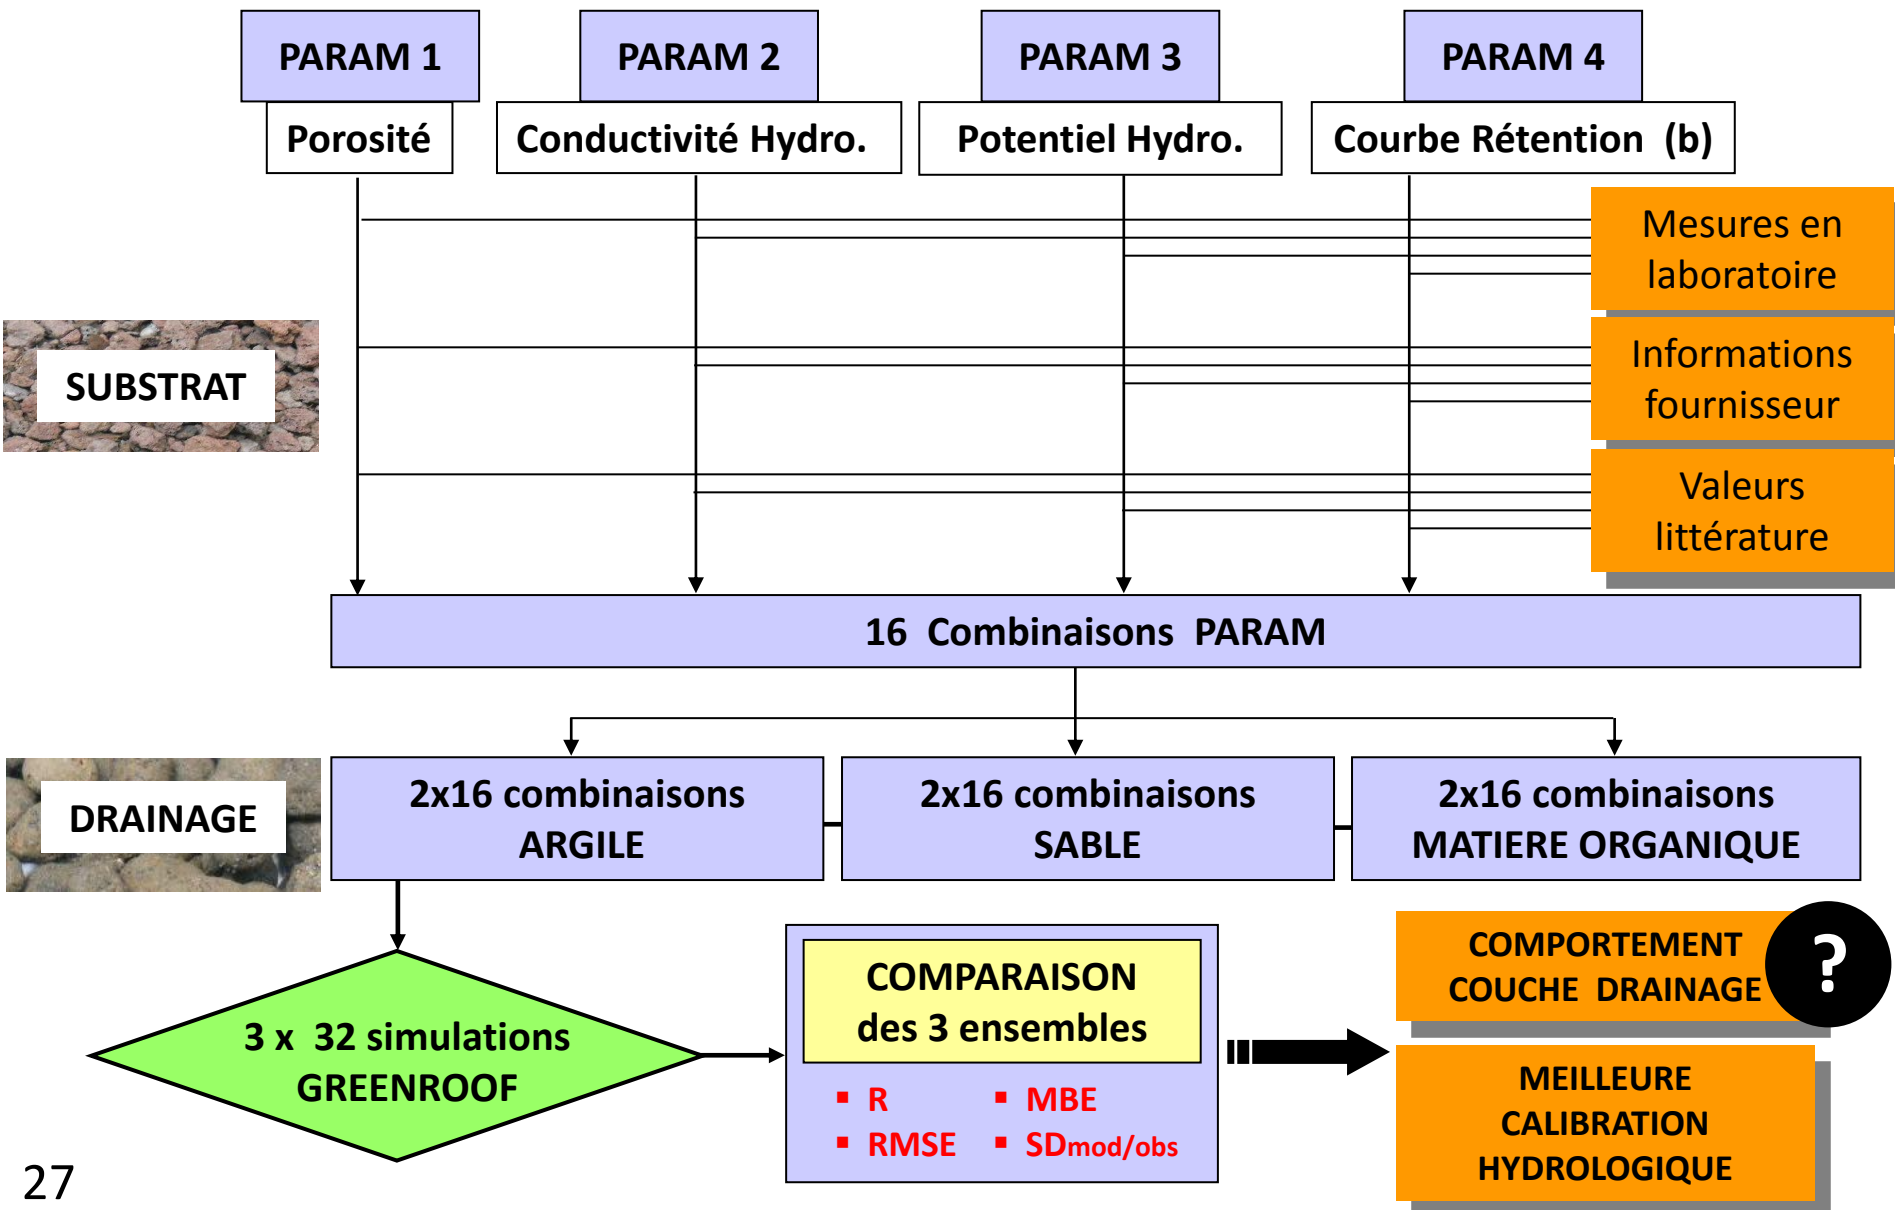 PARAM 1
PARAM 2
PARAM 3
PARAM 4
Porosité
Conductivité Hydro.
Potentiel Hydro.
Courbe Rétention (b)
Mesures en
laboratoire
Informations
fournisseur
Valeurs
littérature
SUBSTRAT
16 Combinaisons PARAM
DRAINAGE
2x16 combinaisons
ARGILE
2x16 combinaisons
SABLE
2x16 combinaisons
MATIERE ORGANIQUE
3 x 32 simulations
GREENROOF
COMPARAISON
des 3 ensembles
▪ R
▪ MBE
▪ RMSE
▪ SDmod/obs
COMPORTEMENT
COUCHE DRAINAGE
?
MEILLEURE
CALIBRATION
HYDROLOGIQUE
27